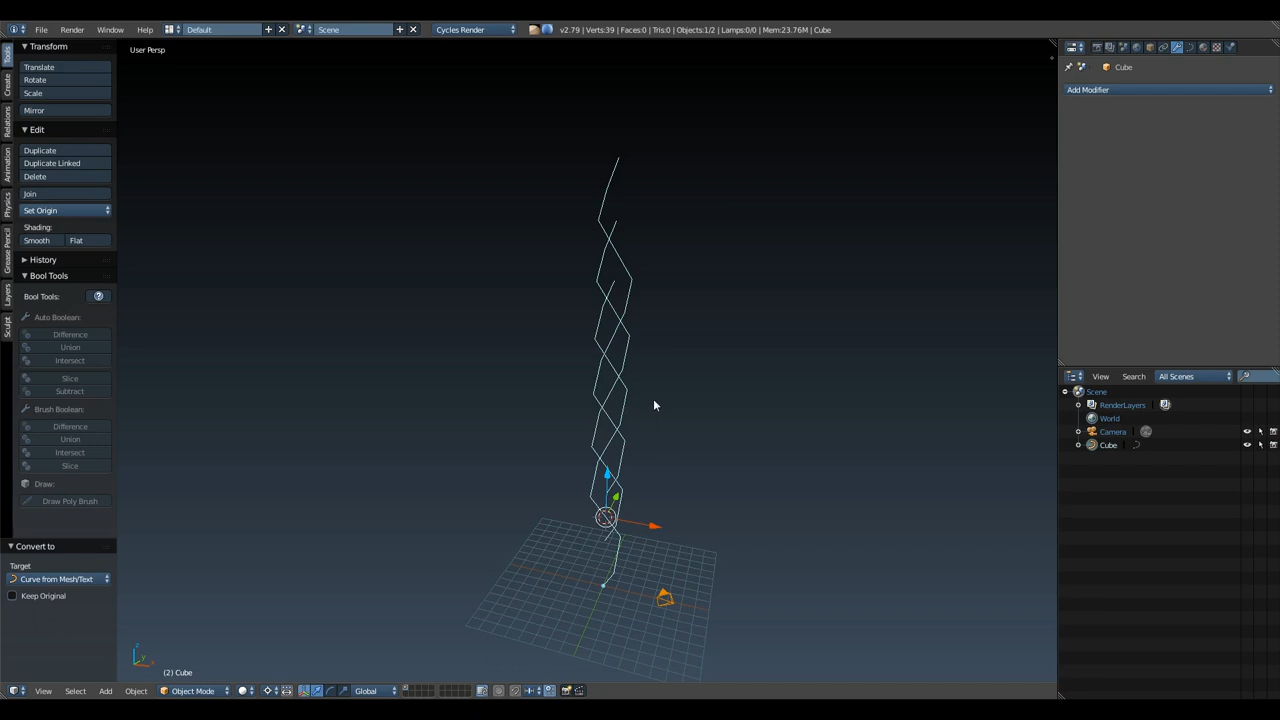 File Render Window Help Default Scene Cycles Render v2.79 | Verts:39 | Faces:0 | Tris:0 | Objects:1/2 | Lamps:0/0 | Mem:23.76M | Cube
Tools
Create
Relations
Animation
Physics
Grease Pencil
Layers
Sculpt
Transform
Translate
Rotate
Scale
Mirror
Edit
Duplicate
Duplicate Linked
Delete
Join
Set Origin
Shading:
Smooth Flat
History
Bool Tools
Bool Tools:
Auto Boolean:
Difference
Union
Intersect
Slice
Subtract
Brush Boolean:
Difference
Union
Intersect
Slice
Draw:
Draw Poly Brush
Convert to
Target
Curve from Mesh/Text
Keep Original
User Persp
z
y
x
(2) Cube
View Select Add Object Object Mode Global
Cube
Add Modifier
View Search All Scenes
Scene
RenderLayers
World
Camera
Cube